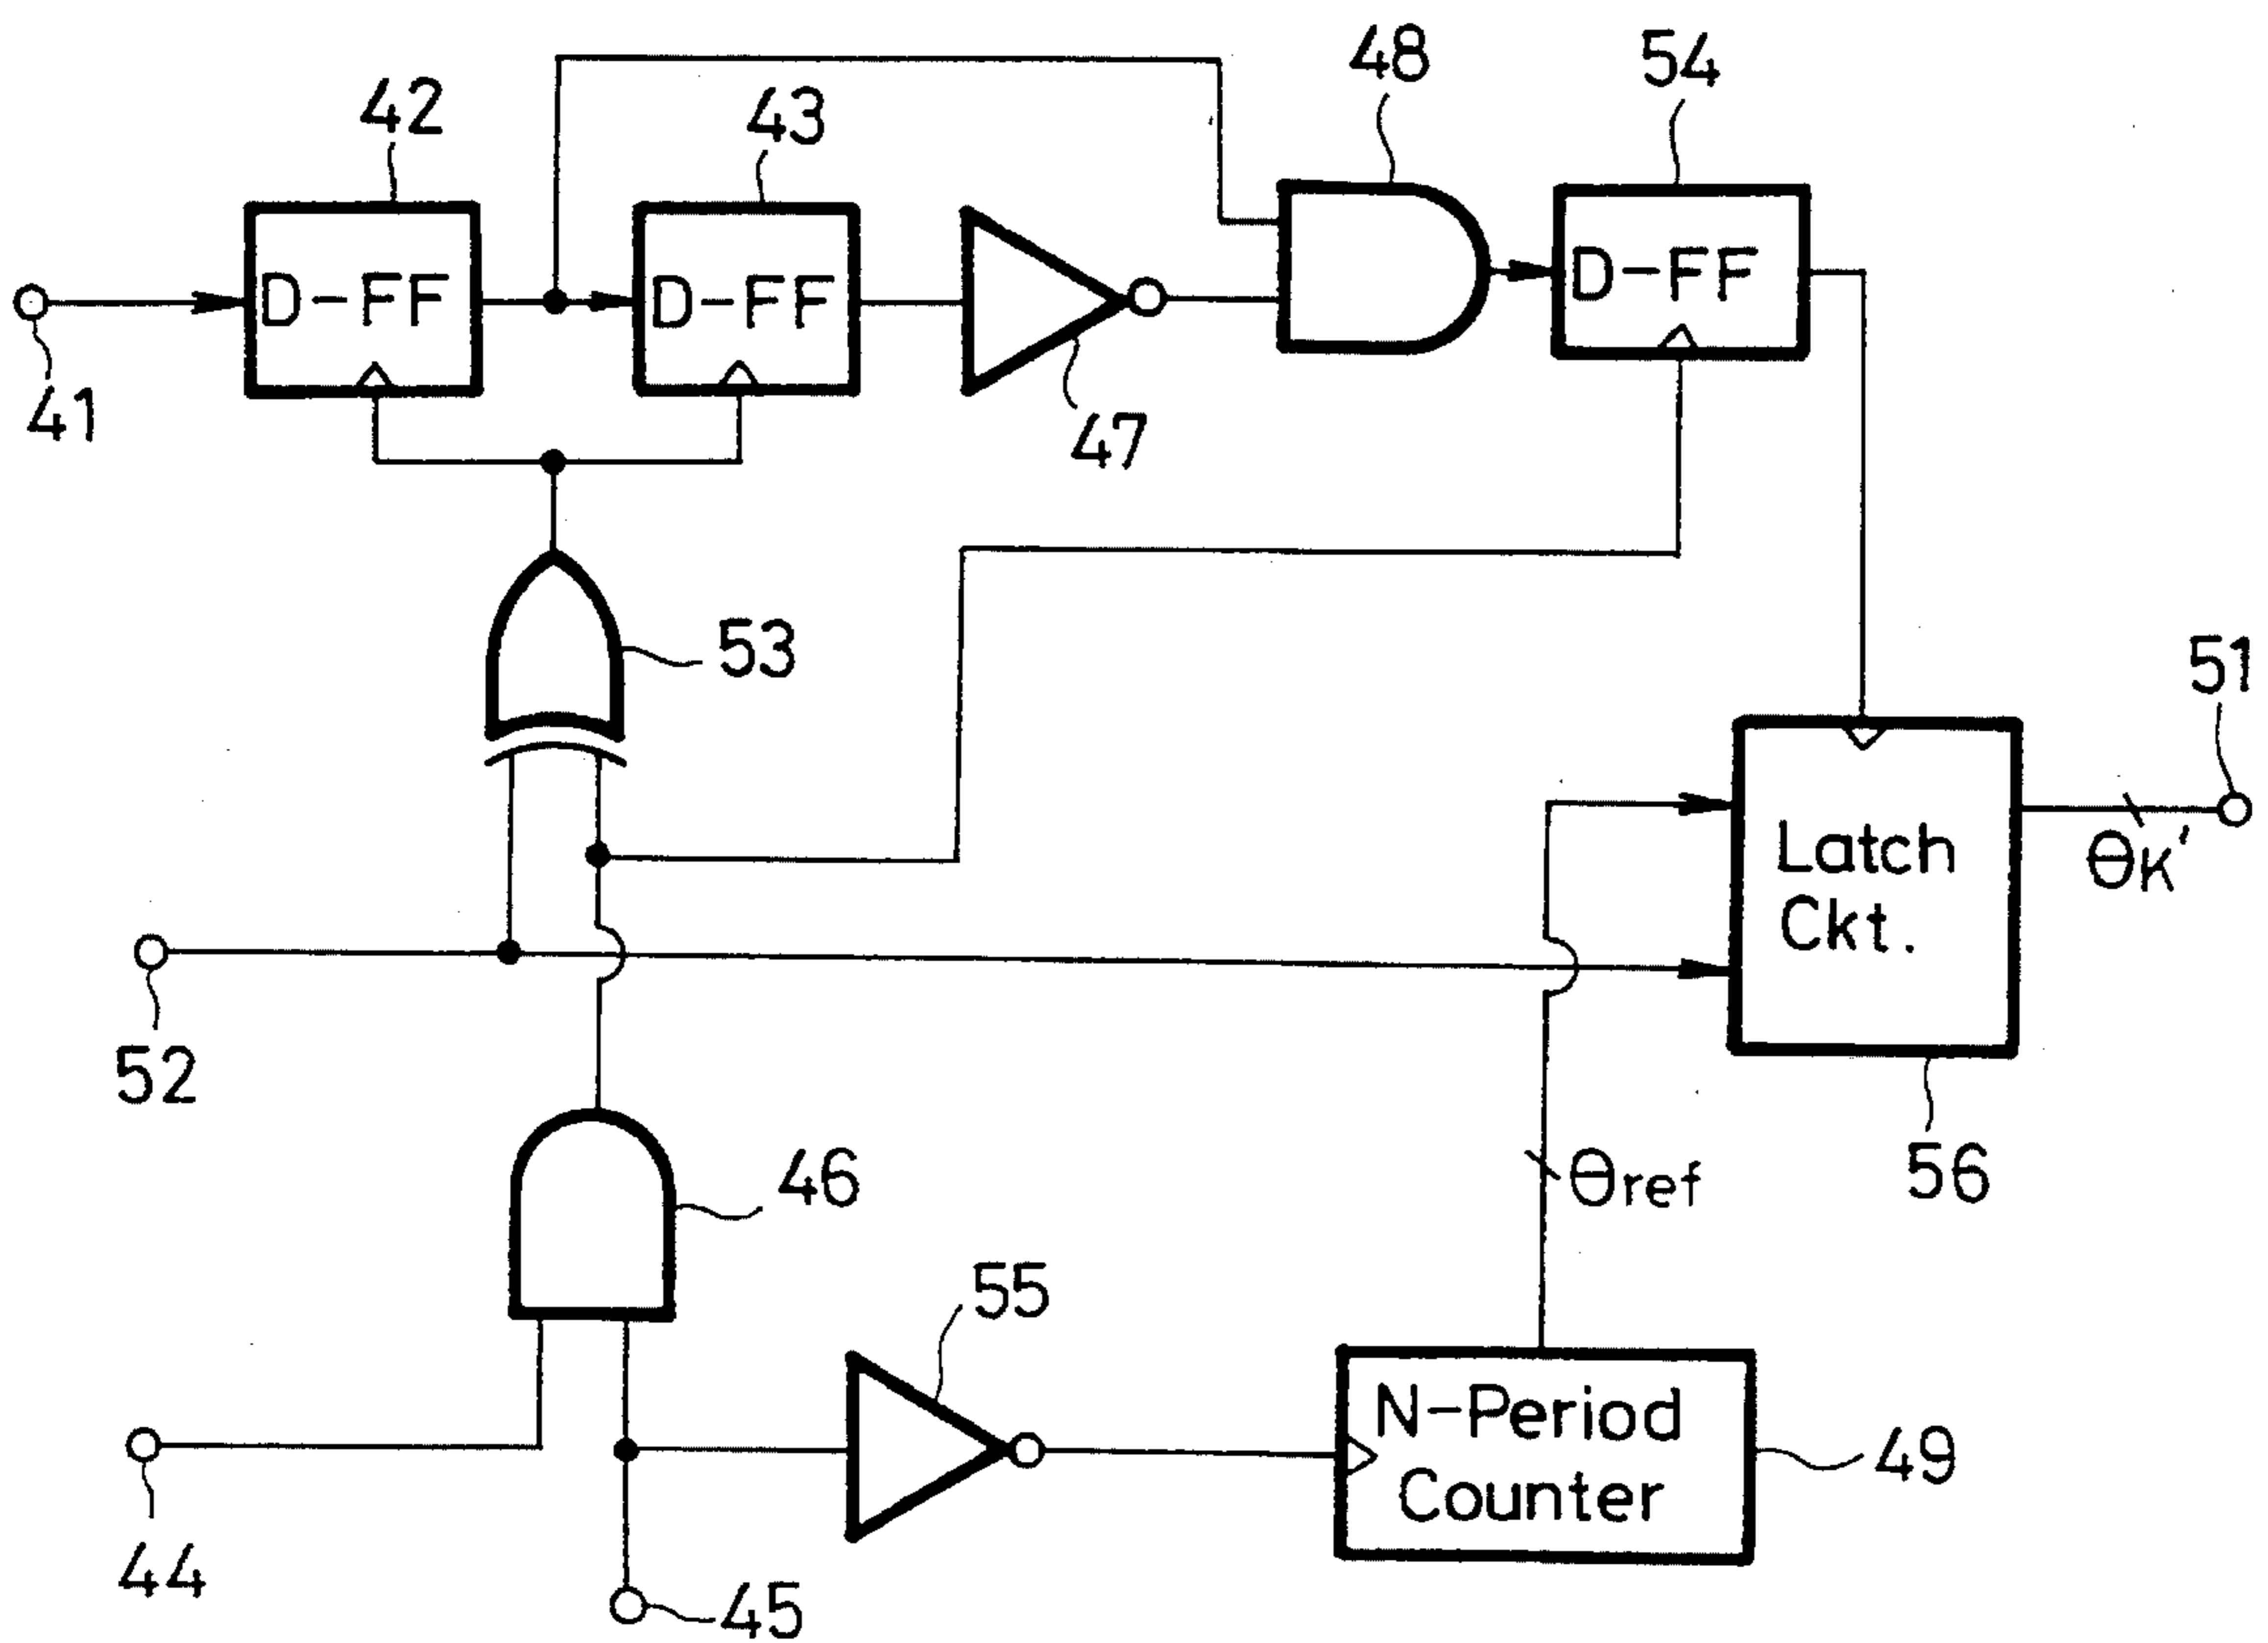 48
54
42
43
D-FF
D-FF
D-FF
41
47
53
51
Latch
Ckt.
θK'
52
46
θref
56
55
N-Period
Counter
49
44
45